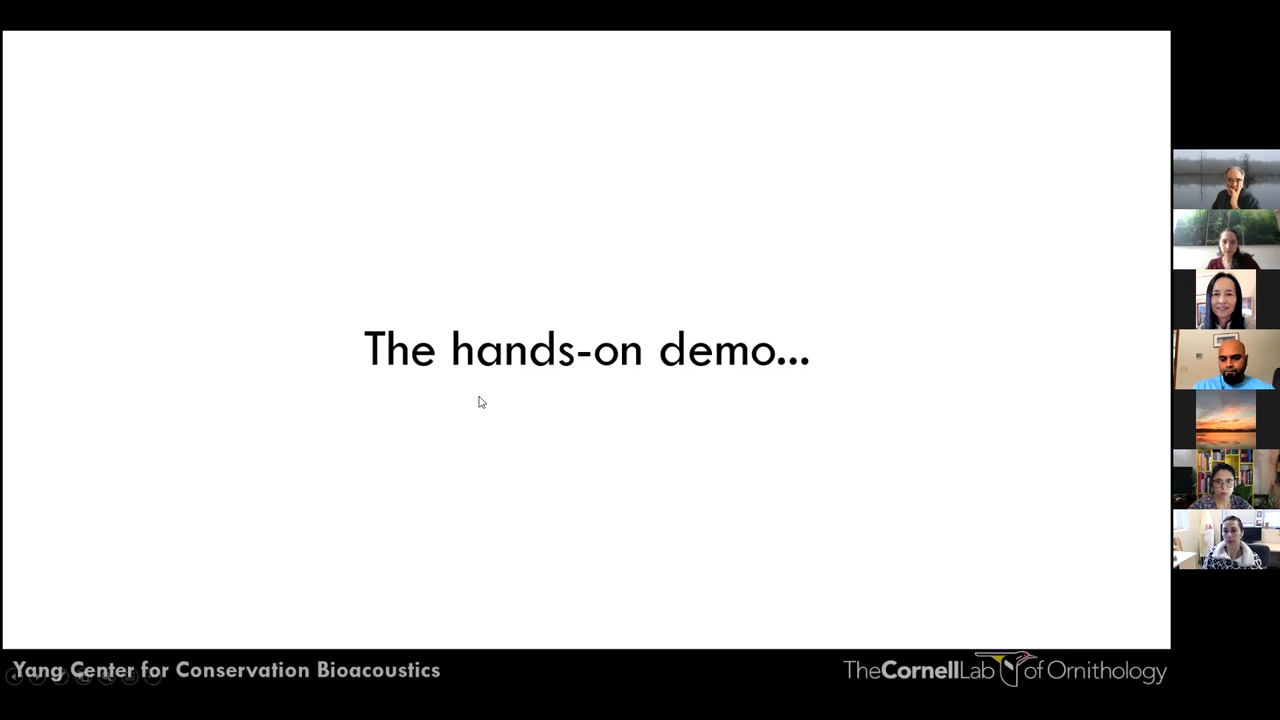 The hands-on demo...
Yang Center for Conservation Bioacoustics
TheCornellLab of Ornithology